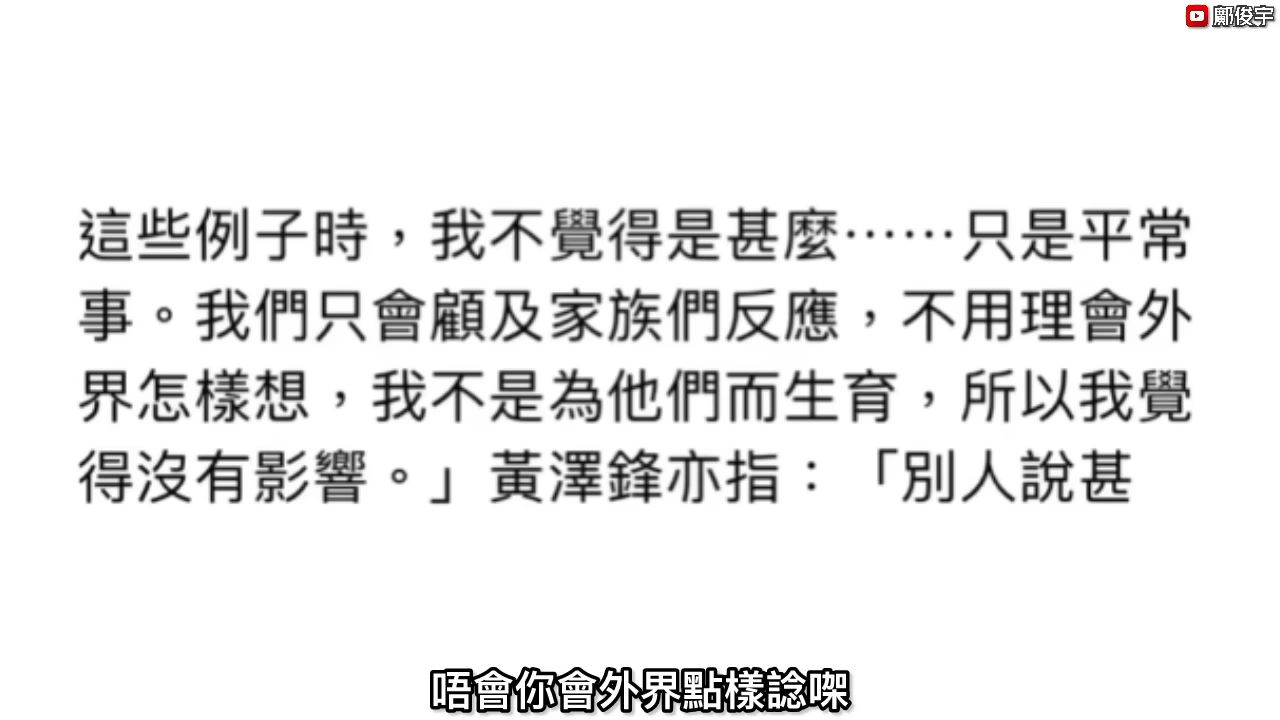 鄺俊宇
這些例子時，我不覺得是甚麼……只是平常
事。我們只會顧及家族們反應，不用理會外
界怎樣想，我不是為他們而生育，所以我覺
得沒有影響。」黃澤鋒亦指：「別人說甚
唔會你會外界點樣諗㗎